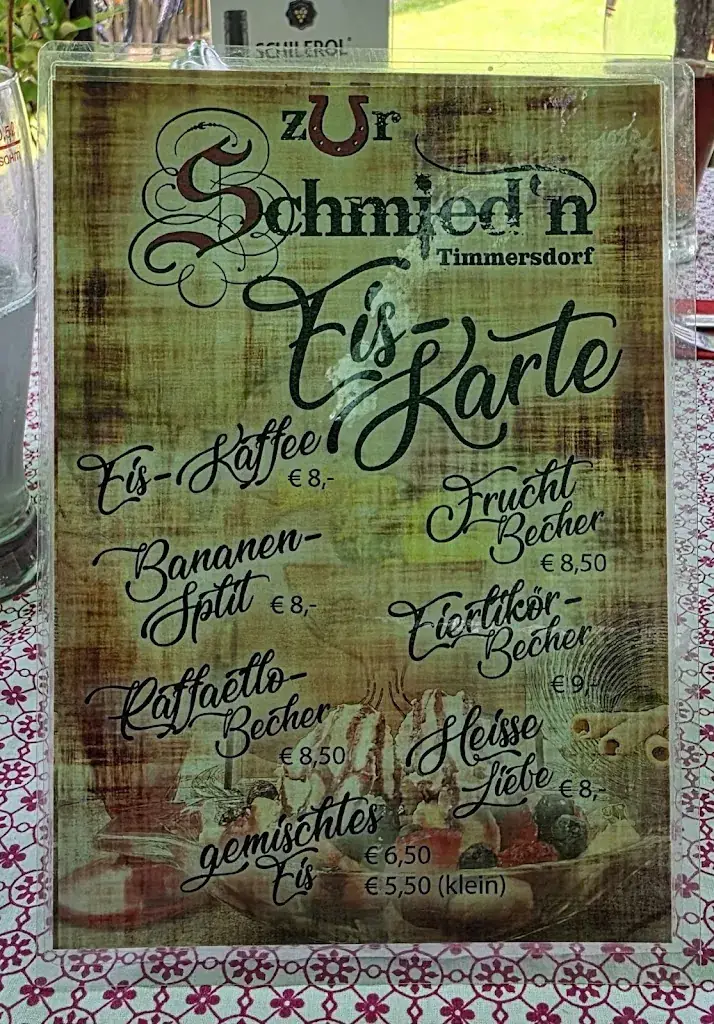 SCHILEROL®
zUr
Schmied'n
Timmersdorf
Eis-
Karte
Eis-Kaffee
€ 8,-
Frucht
Becher
€ 8,50
Bananen-
Split € 8,-
Eierlikör-
Becher
€ 9,-
Raffaello-
Becher
€ 8,50
Heisse
Liebe € 8,-
gemischtes
Eis
€ 6,50
€ 5,50 (klein)